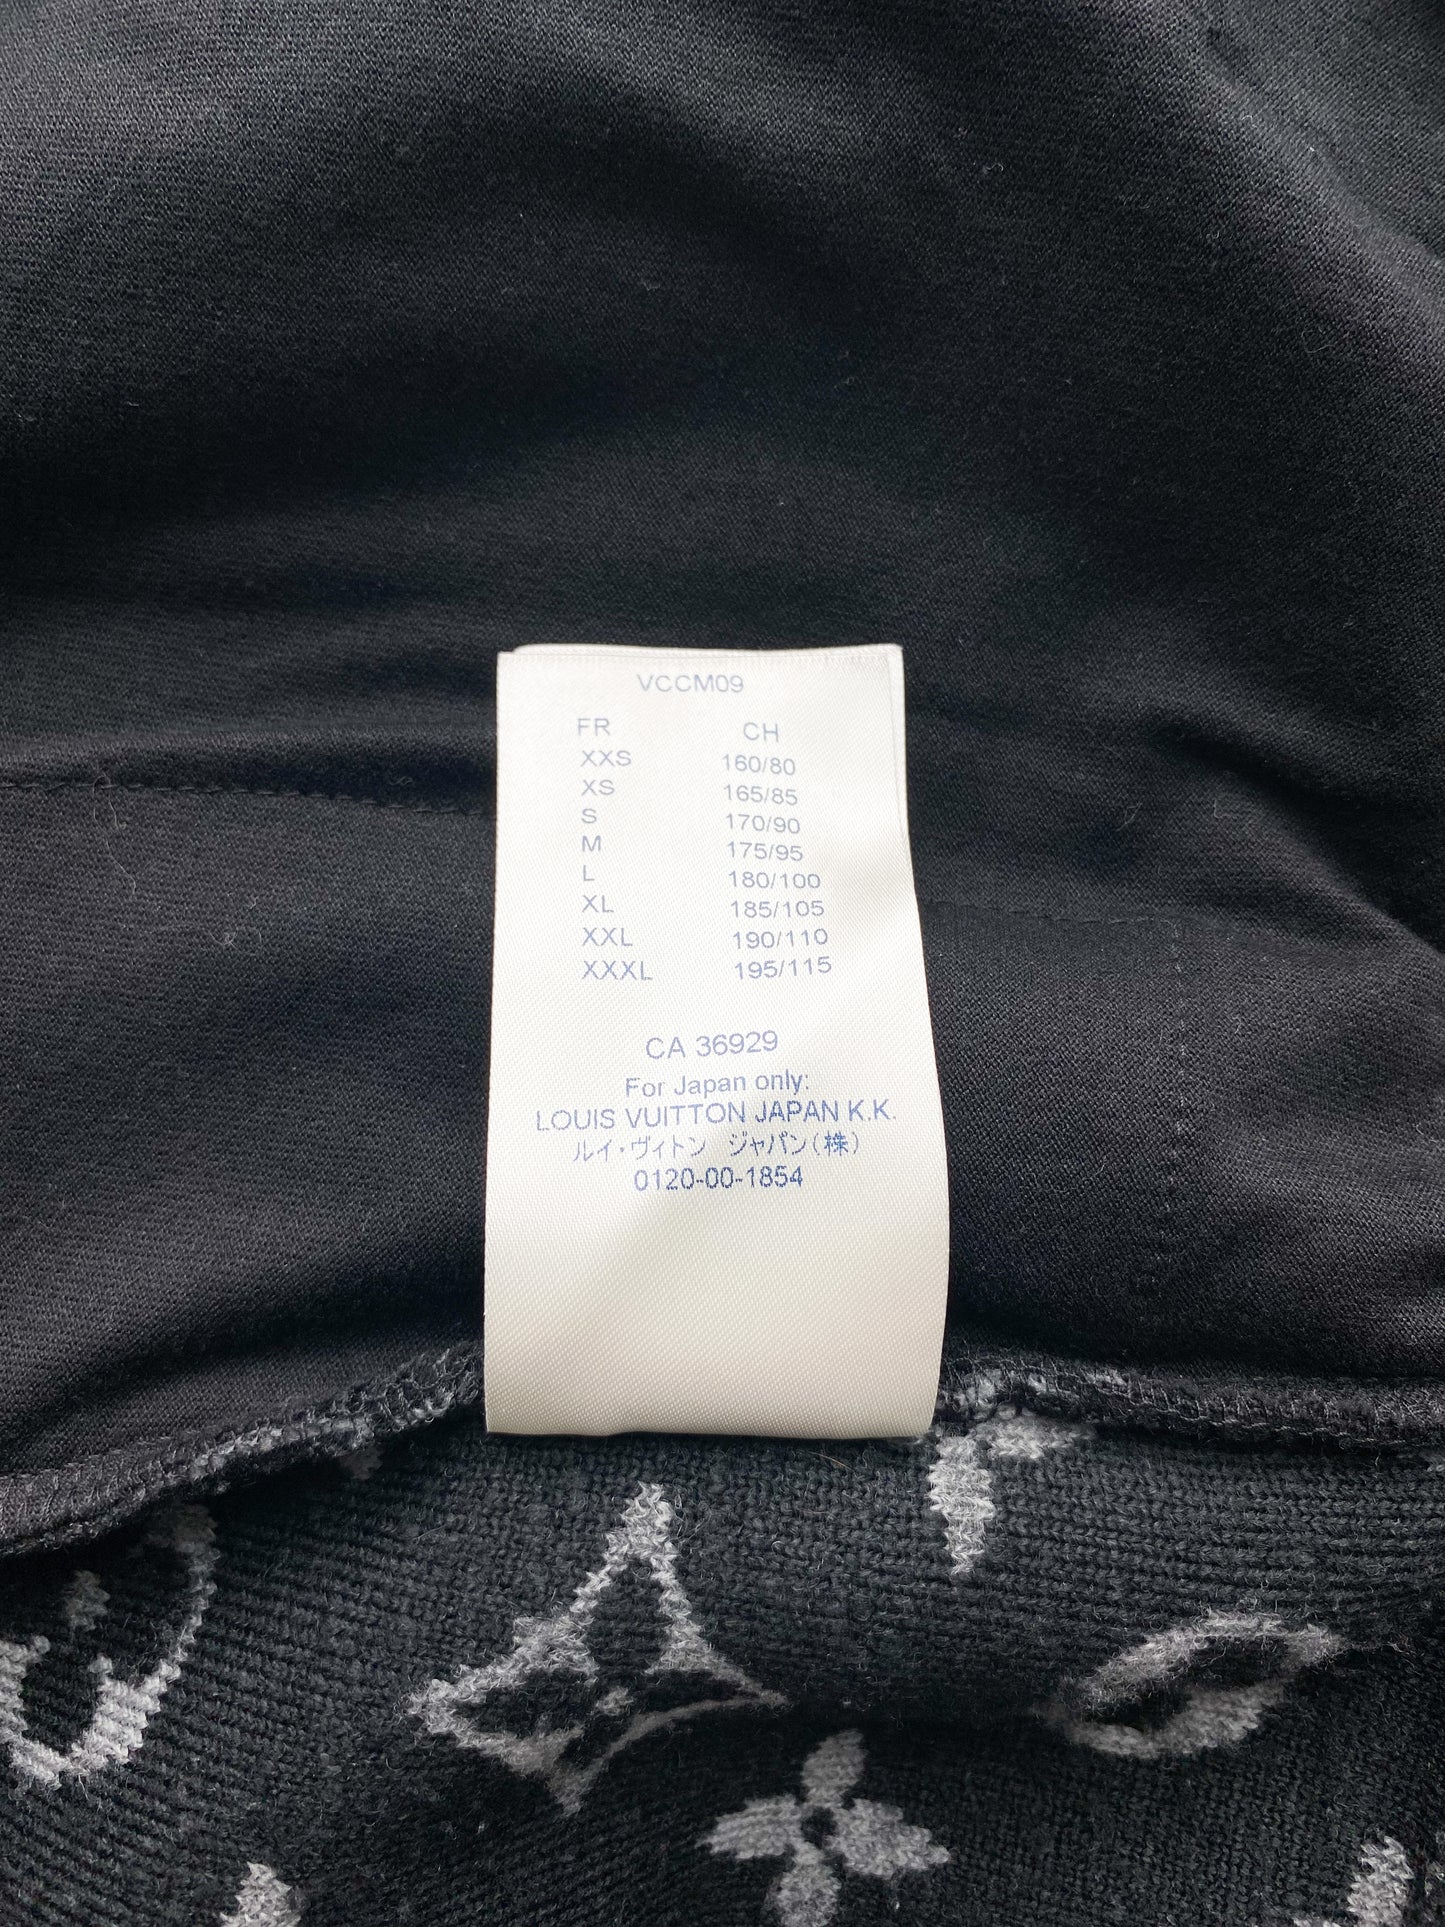 VCCM09
FR CH
XXS 160/80
XS 165/85
S 170/90
M 175/95
L 180/100
XL 185/105
XXL 190/110
XXXL 195/115
CA 36929
For Japan only:
LOUIS VUITTON JAPAN K.K.
ルイ・ヴィトン ジャパン(株)
0120-00-1854